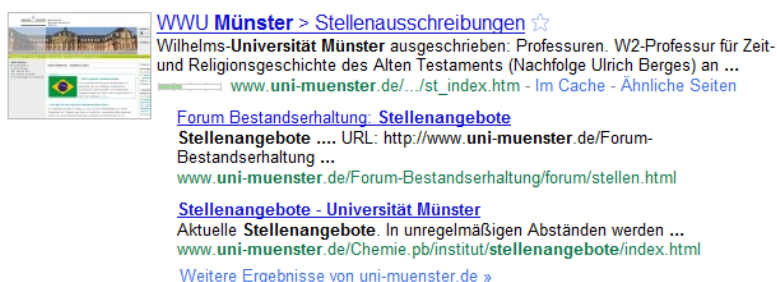 WWU Münster > Stellenausschreibungen
Wilhelms-Universität Münster ausgeschrieben: Professuren. W2-Professur für Zeit-
und Religionsgeschichte des Alten Testaments (Nachfolge Ulrich Berges) an ...
www.uni-muenster.de/.../st_index.htm - Im Cache - Ähnliche Seiten
Forum Bestandserhaltung: Stellenangebote
Stellenangebote .... URL: http://www.uni-muenster.de/Forum-
Bestandserhaltung ...
www.uni-muenster.de/Forum-Bestandserhaltung/forum/stellen.html
Stellenangebote - Universität Münster
Aktuelle Stellenangebote. In unregelmäßigen Abständen werden ...
www.uni-muenster.de/Chemie.pb/institut/stellenangebote/index.html
Weitere Ergebnisse von uni-muenster.de »